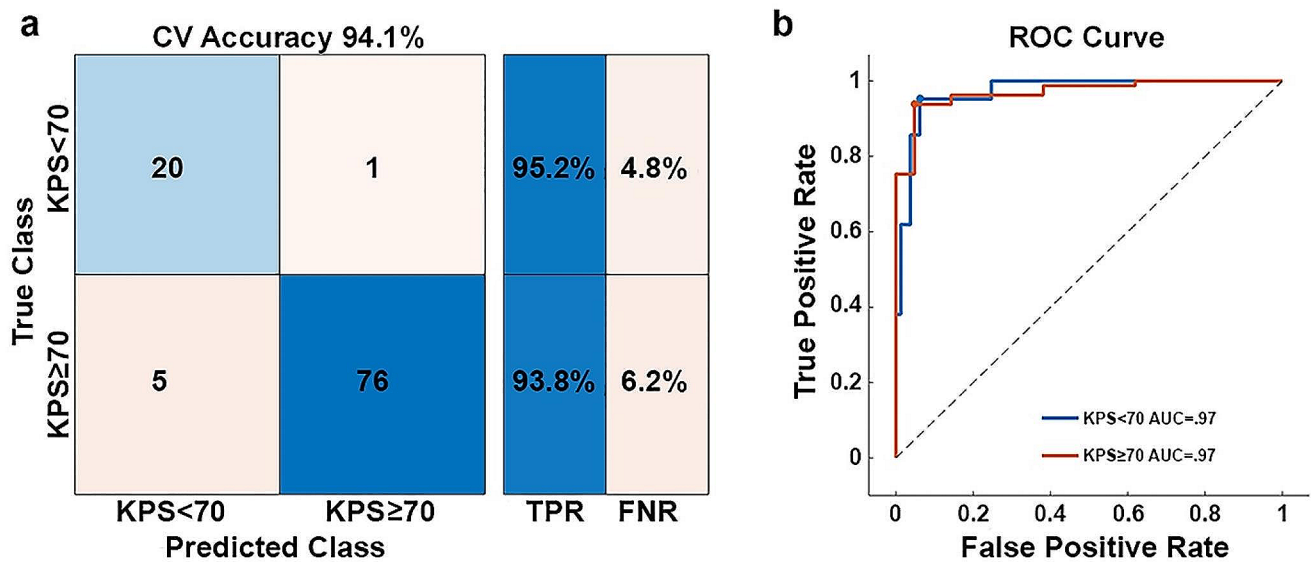 a
CV Accuracy 94.1%
True Class
KPS<70
20
1
95.2%
4.8%
KPS≥70
5
76
93.8%
6.2%
KPS<70
KPS≥70
TPR
FNR
Predicted Class
b
ROC Curve
True Positive Rate
1
0.8
0.6
0.4
0.2
0
KPS<70 AUC=.97
KPS≥70 AUC=.97
0
0.2
0.4
0.6
0.8
1
False Positive Rate